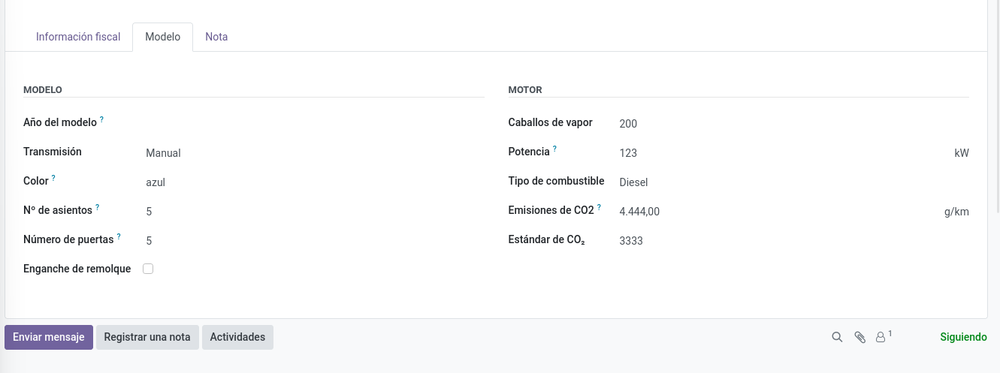 Información fiscal Modelo Nota
MODELO
Año del modelo ?
Transmisión Manual
Color ? azul
Nº de asientos ? 5
Número de puertas ? 5
Enganche de remolque
MOTOR
Caballos de vapor 200
Potencia ? 123 kW
Tipo de combustible Diesel
Emisiones de CO2 ? 4.444,00 g/km
Estándar de CO₂ 3333
Enviar mensaje Registrar una nota Actividades 1 Siguiendo